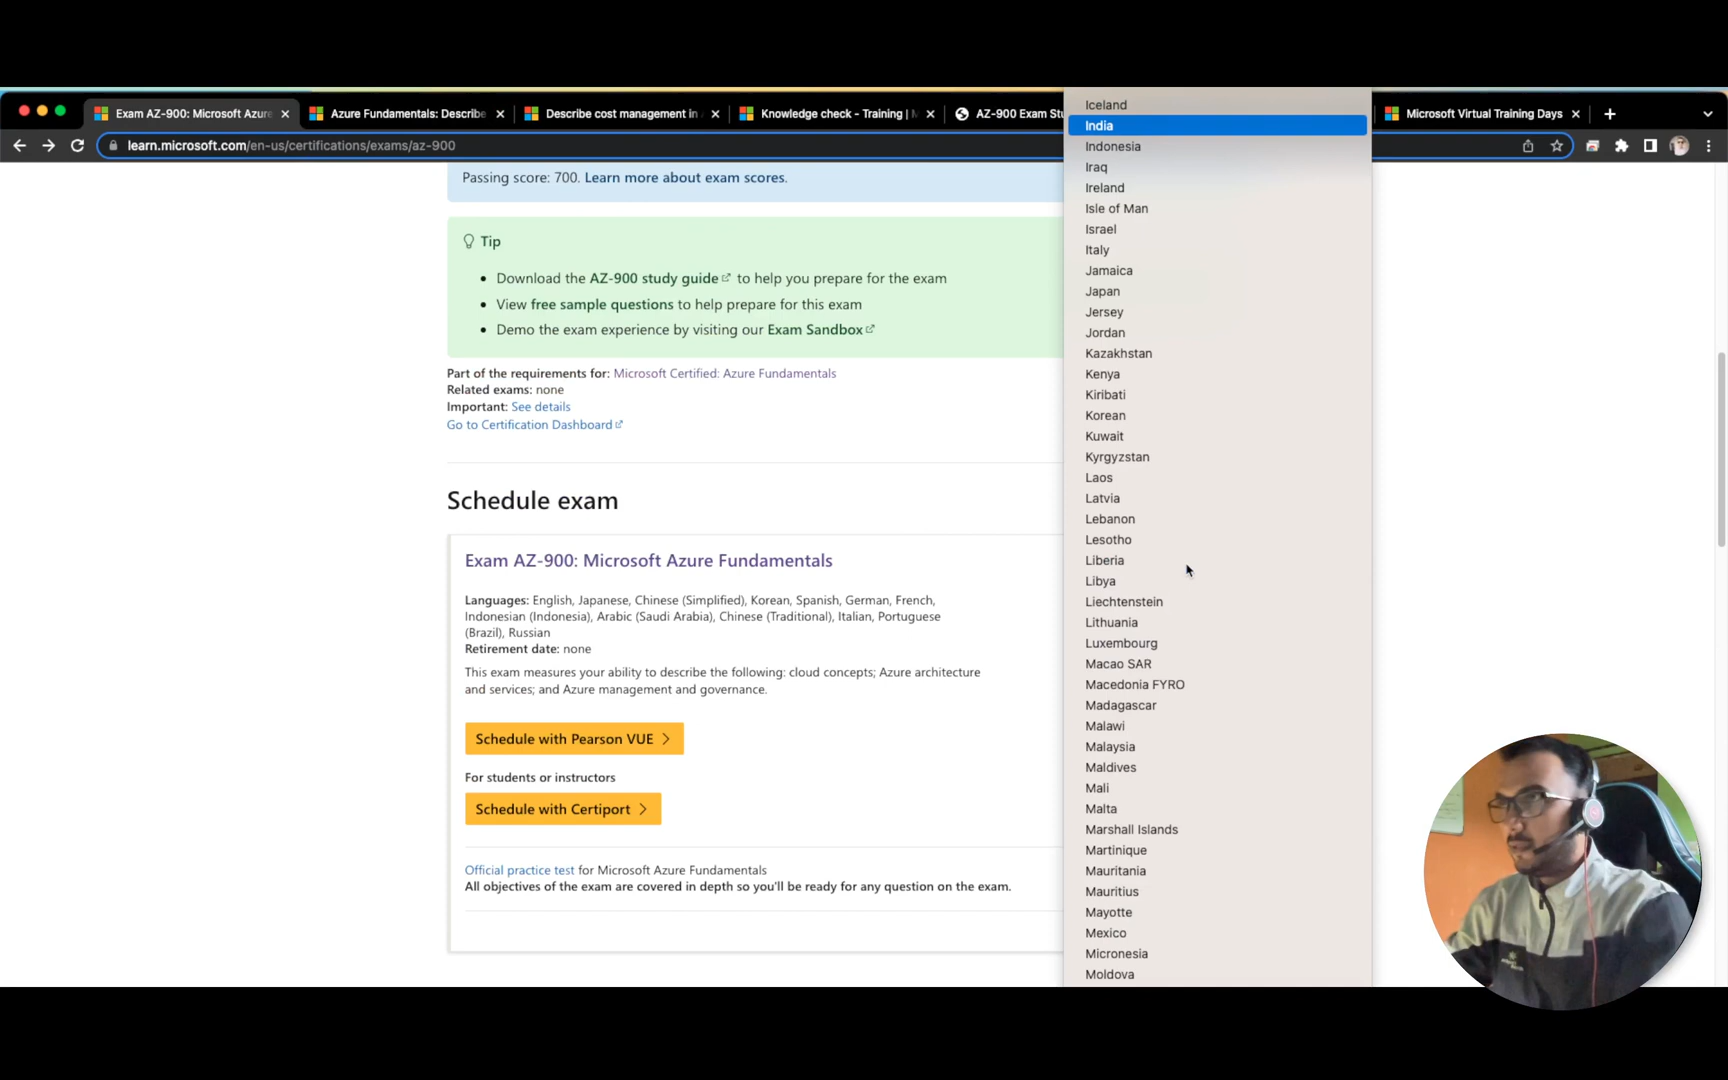 Exam AZ-900: Microsoft Azure
Azure Fundamentals: Describe
Describe cost management in
Knowledge check - Training |
AZ-900 Exam Stu
Microsoft Virtual Training Days
learn.microsoft.com/en-us/certifications/exams/az-900
Passing score: 700. Learn more about exam scores.
Tip
Download the AZ-900 study guide to help you prepare for the exam
View free sample questions to help prepare for this exam
Demo the exam experience by visiting our Exam Sandbox
Part of the requirements for: Microsoft Certified: Azure Fundamentals
Related exams: none
Important: See details
Go to Certification Dashboard
Schedule exam
Exam AZ-900: Microsoft Azure Fundamentals
Languages: English, Japanese, Chinese (Simplified), Korean, Spanish, German, French,
Indonesian (Indonesia), Arabic (Saudi Arabia), Chinese (Traditional), Italian, Portuguese
(Brazil), Russian
Retirement date: none
This exam measures your ability to describe the following: cloud concepts; Azure architecture
and services; and Azure management and governance.
Schedule with Pearson VUE
For students or instructors
Schedule with Certiport
Official practice test for Microsoft Azure Fundamentals
All objectives of the exam are covered in depth so you'll be ready for any question on the exam.
Iceland
India
Indonesia
Iraq
Ireland
Isle of Man
Israel
Italy
Jamaica
Japan
Jersey
Jordan
Kazakhstan
Kenya
Kiribati
Korean
Kuwait
Kyrgyzstan
Laos
Latvia
Lebanon
Lesotho
Liberia
Libya
Liechtenstein
Lithuania
Luxembourg
Macao SAR
Macedonia FYRO
Madagascar
Malawi
Malaysia
Maldives
Mali
Malta
Marshall Islands
Martinique
Mauritania
Mauritius
Mayotte
Mexico
Micronesia
Moldova